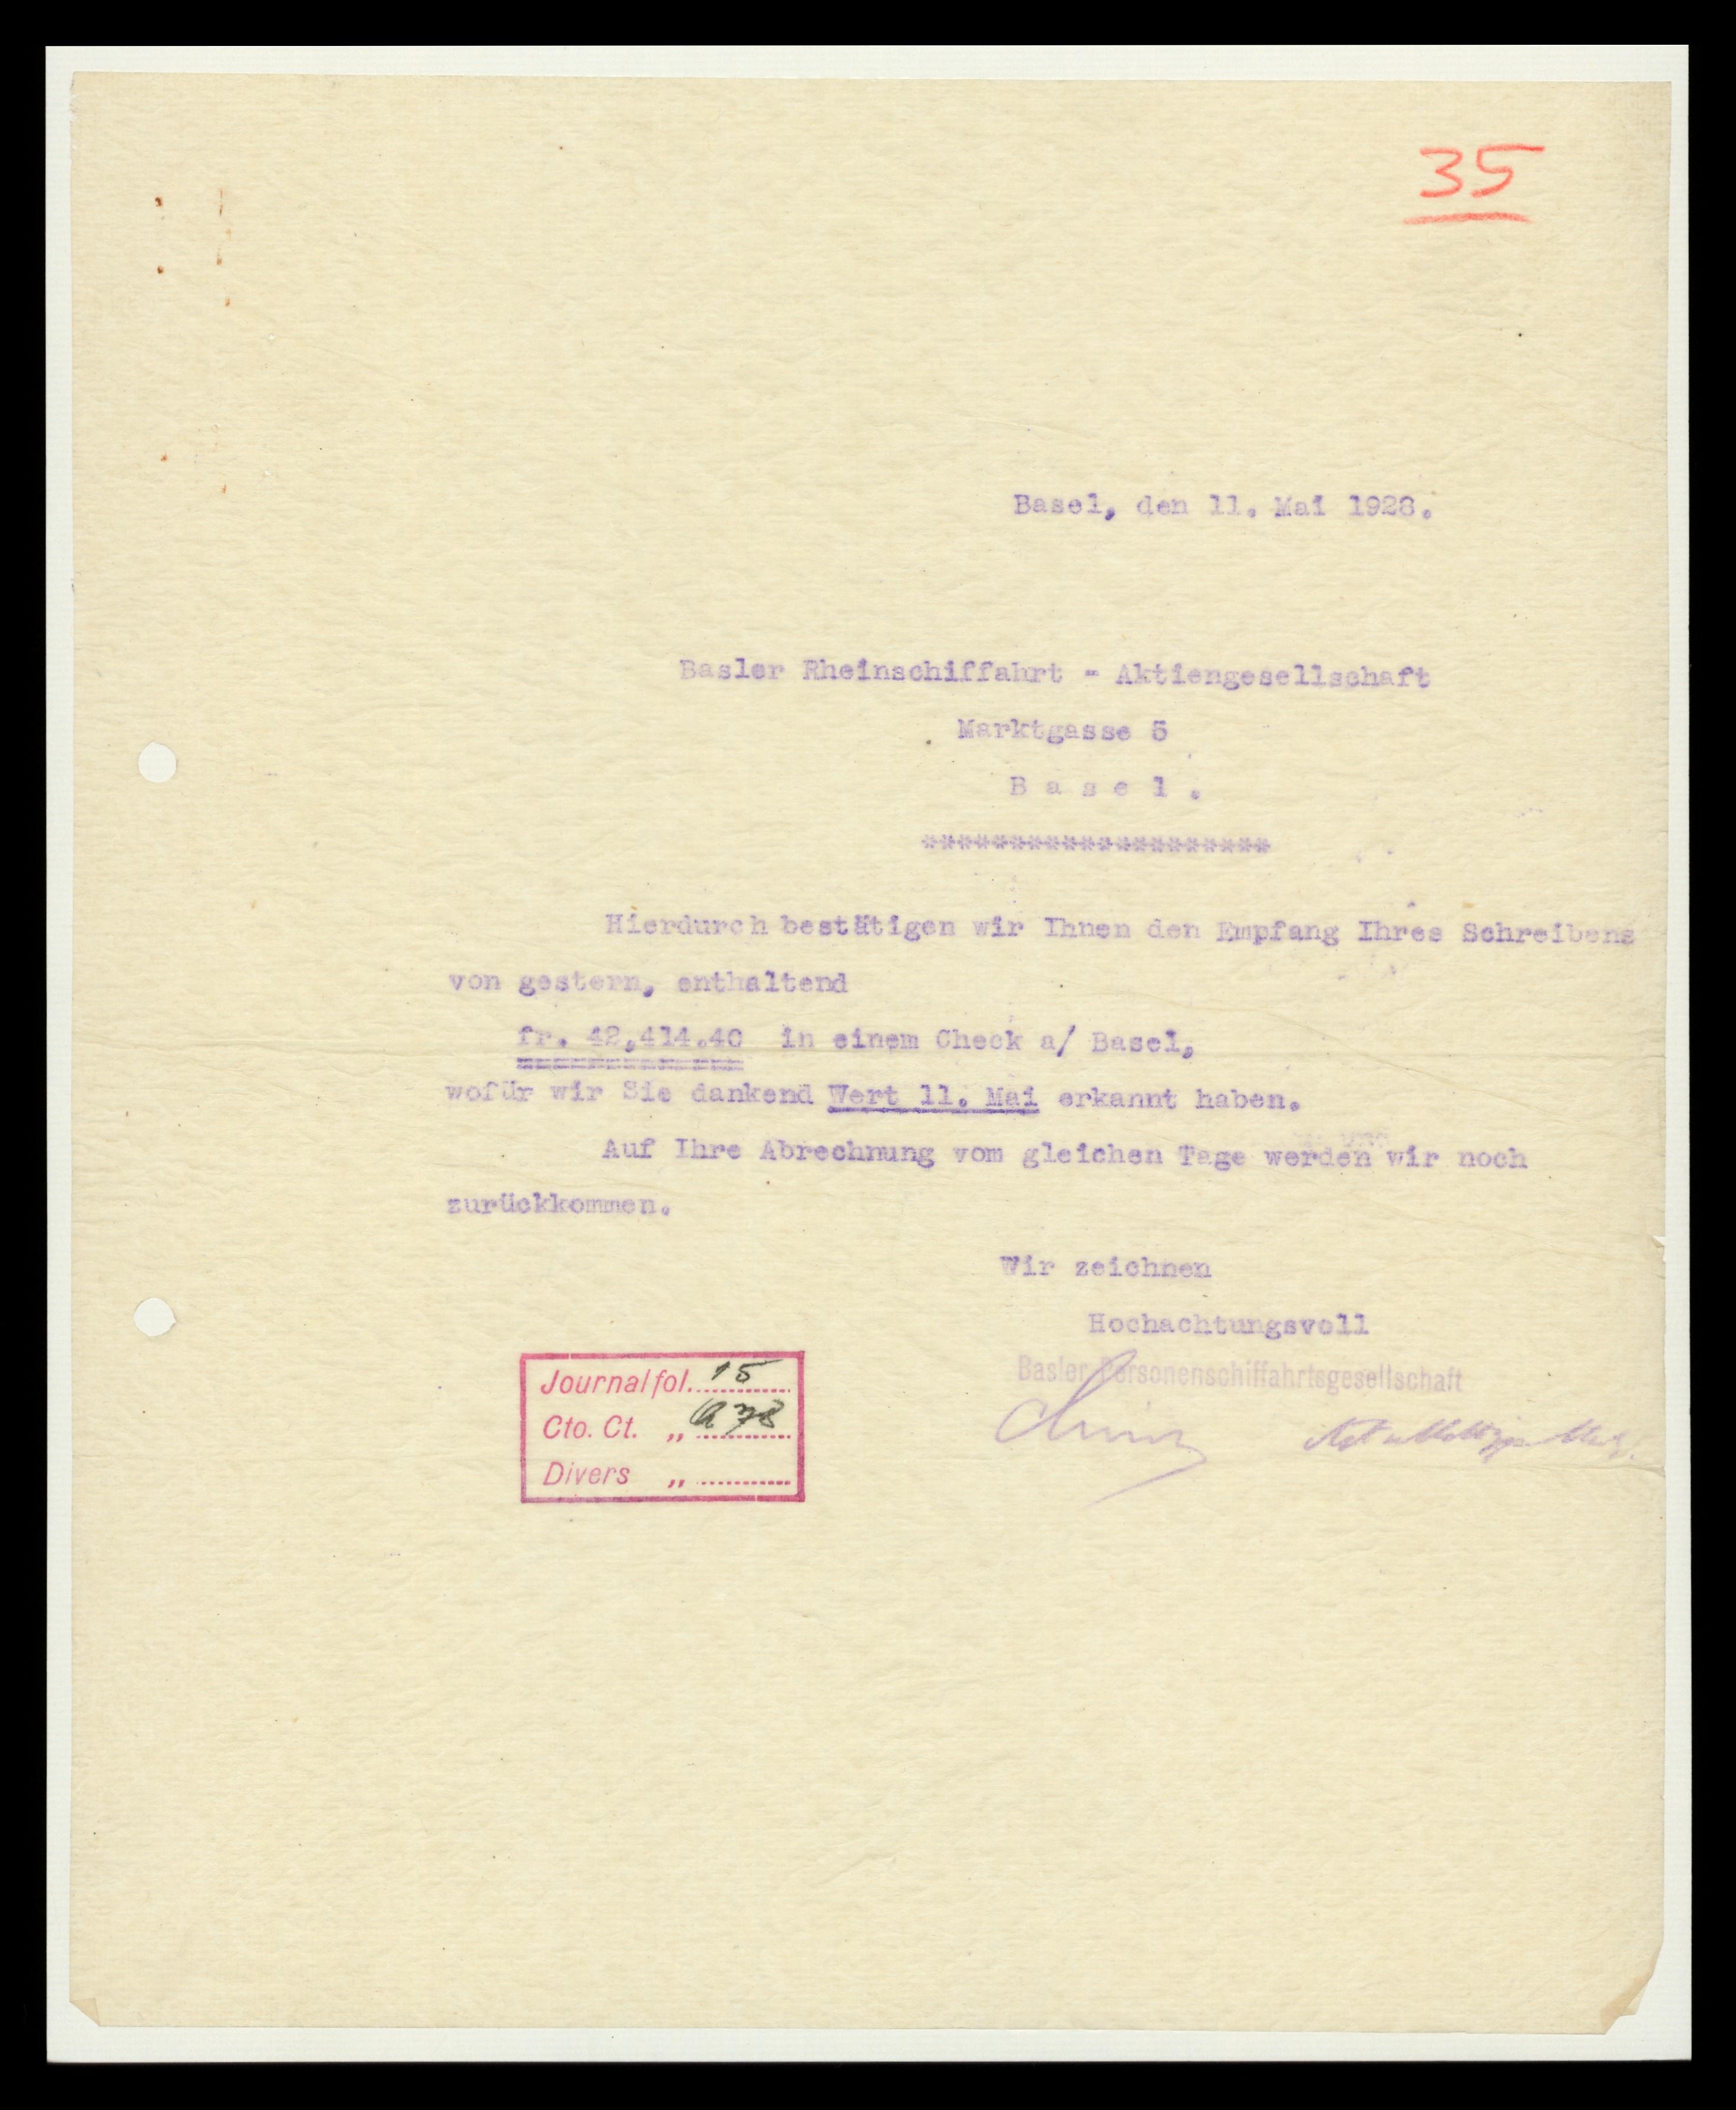 35
Basel, den 11. Mai 1928.
Basler Rheinschiffahrt - Aktiengesellschaft
Marktgasse 5
B a s e l .
********************
Hierdurch bestätigen wir Ihnen den Empfang Ihres Schreibens
von gestern, enthaltend
fr. 42,414.40 in einem Check a/ Basel,
wofür wir Sie dankend Wert 11. Mai erkannt haben.
Auf Ihre Abrechnung vom gleichen Tage werden wir noch
zurückkommen.
Wir zeichnen
Hochachtungsvoll
Basler Personenschiffahrtsgesellschaft
Journalfol. 15
Cto. Ct. „ A 78
Divers „